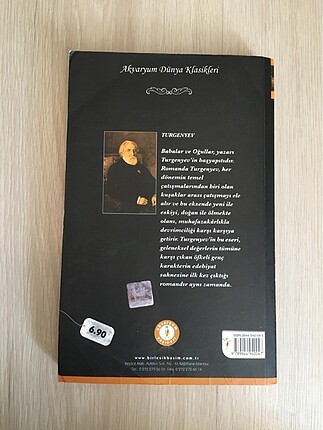 Akvaryum Dünya Klasikleri
TURGENYEV
Babalar ve Oğullar, yazarı
Turgenyev'in başyapıtıdır.
Romanda Turgenyev, her
dönemin temel
çatışmalarından biri olan
kuşaklar arası çatışmayı ele
alır ve bu eksende yeni ile
eskiyi, doğan ile ölmekte
olanı, muhafazakârlıkla
devrimciliği karşı karşıya
getirir. Turgenyev'in bu eseri,
geleneksel değerlerin tümüne
karşı çıkan öfkeli genç
karakterin edebiyat
sahnesine ilk kez çıktığı
romandır aynı zamanda.
6.90
www.birlesikbasim.com.tr